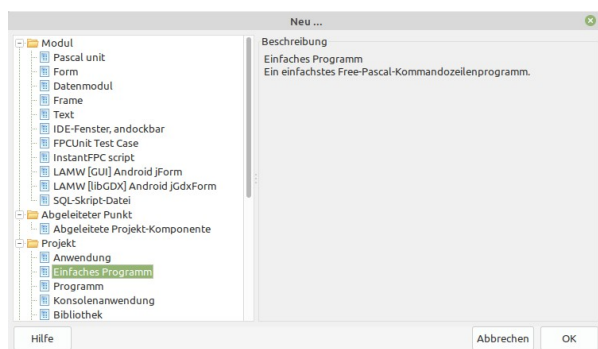 Neu ...
Modul
Pascal unit
Form
Datenmodul
Frame
Text
IDE-Fenster, andockbar
FPCUnit Test Case
InstantFPC script
LAMW [GUI] Android jForm
LAMW [libGDX] Android jGdxForm
SQL-Skript-Datei
Abgeleiteter Punkt
Abgeleitete Projekt-Komponente
Projekt
Anwendung
Einfaches Programm
Programm
Konsolenanwendung
Bibliothek
Beschreibung
Einfaches Programm
Ein einfachstes Free-Pascal-Kommandozeilenprogramm.
Hilfe
Abbrechen
OK